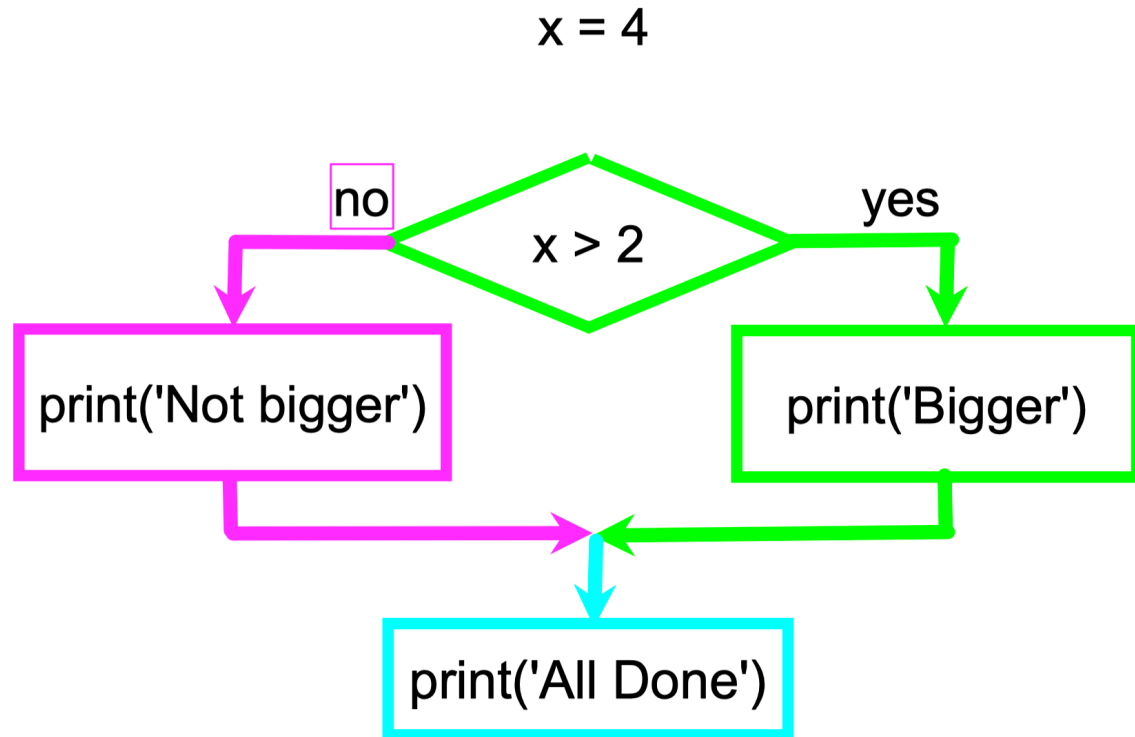 x = 4
no
yes
x > 2
print('Not bigger')
print('Bigger')
print('All Done')